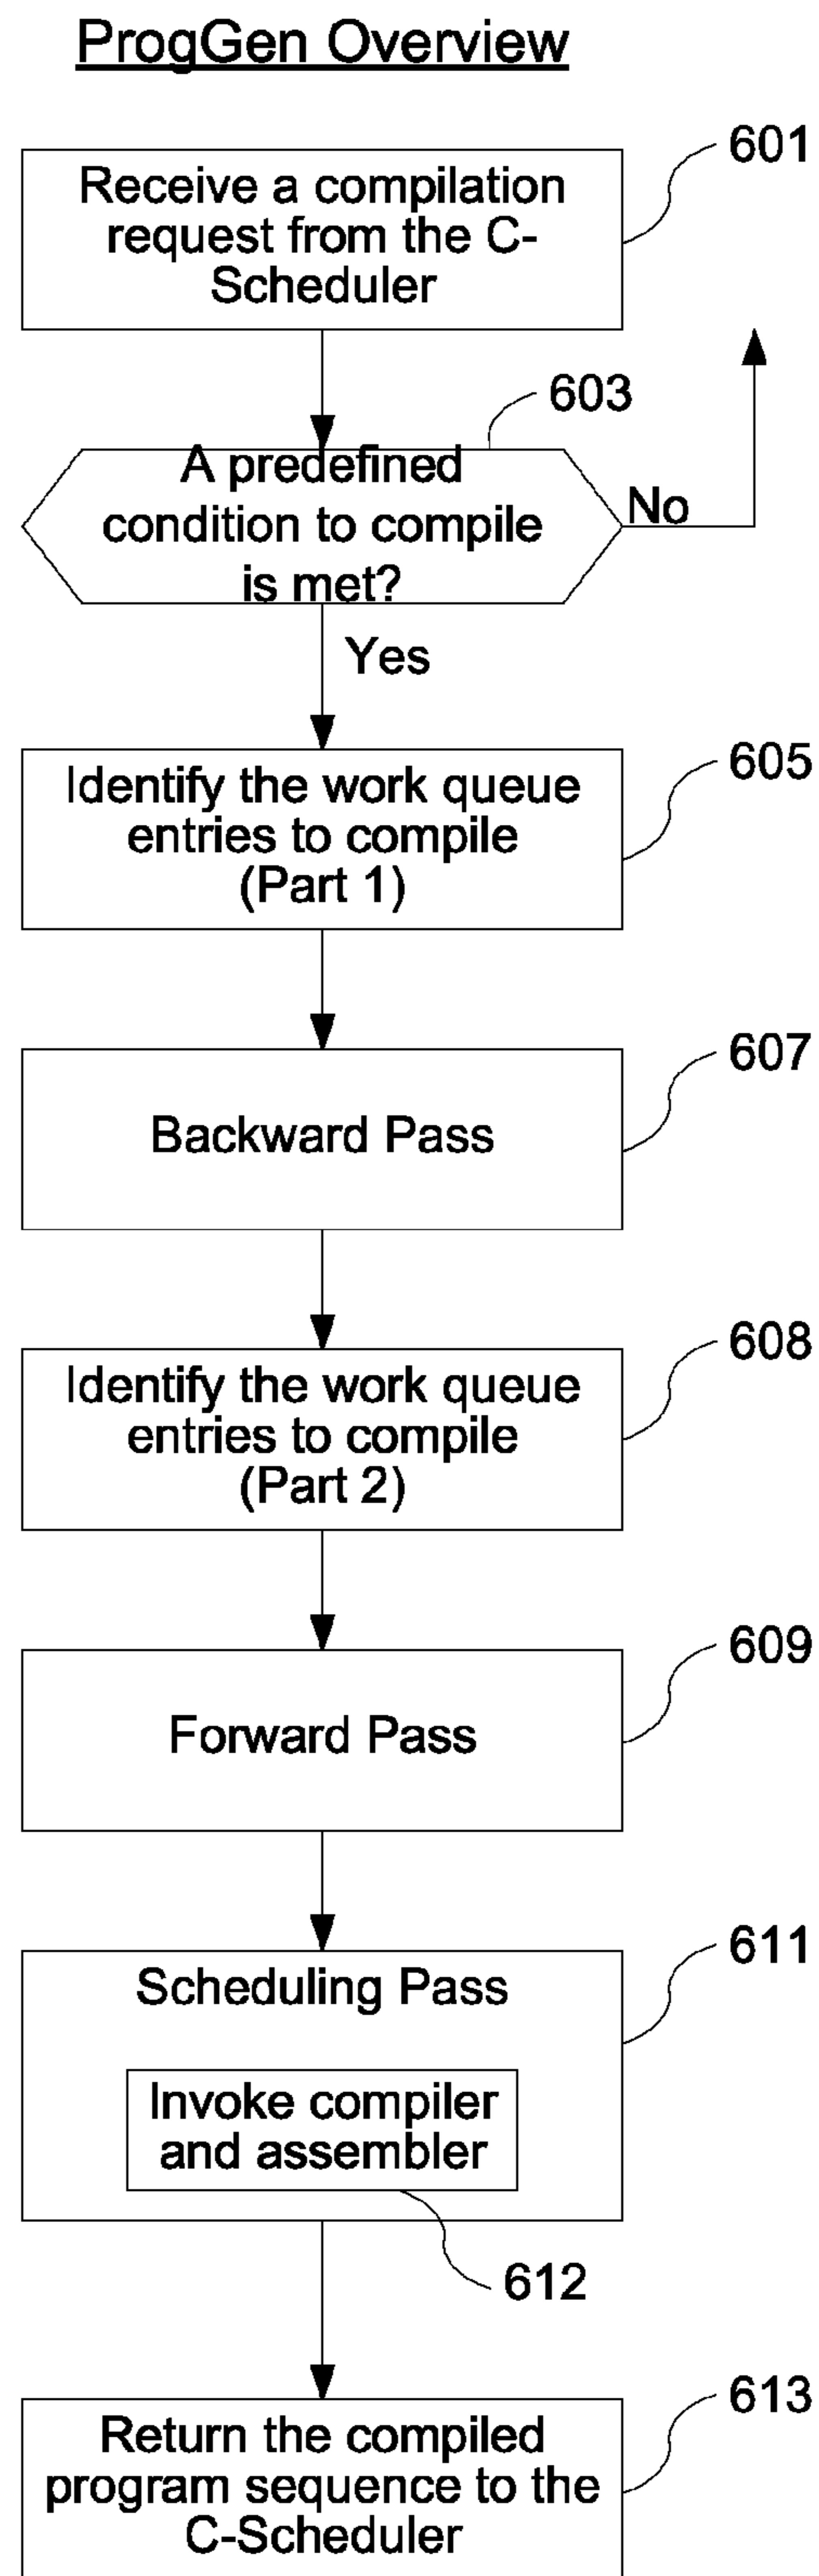 ProgGen Overview
601
Receive a compilation
request from the C-
Scheduler
603
A predefined
condition to compile
is met?
No
Yes
605
Identify the work queue
entries to compile
(Part 1)
607
Backward Pass
608
Identify the work queue
entries to compile
(Part 2)
609
Forward Pass
611
Scheduling Pass
Invoke compiler
and assembler
612
613
Return the compiled
program sequence to the
C-Scheduler